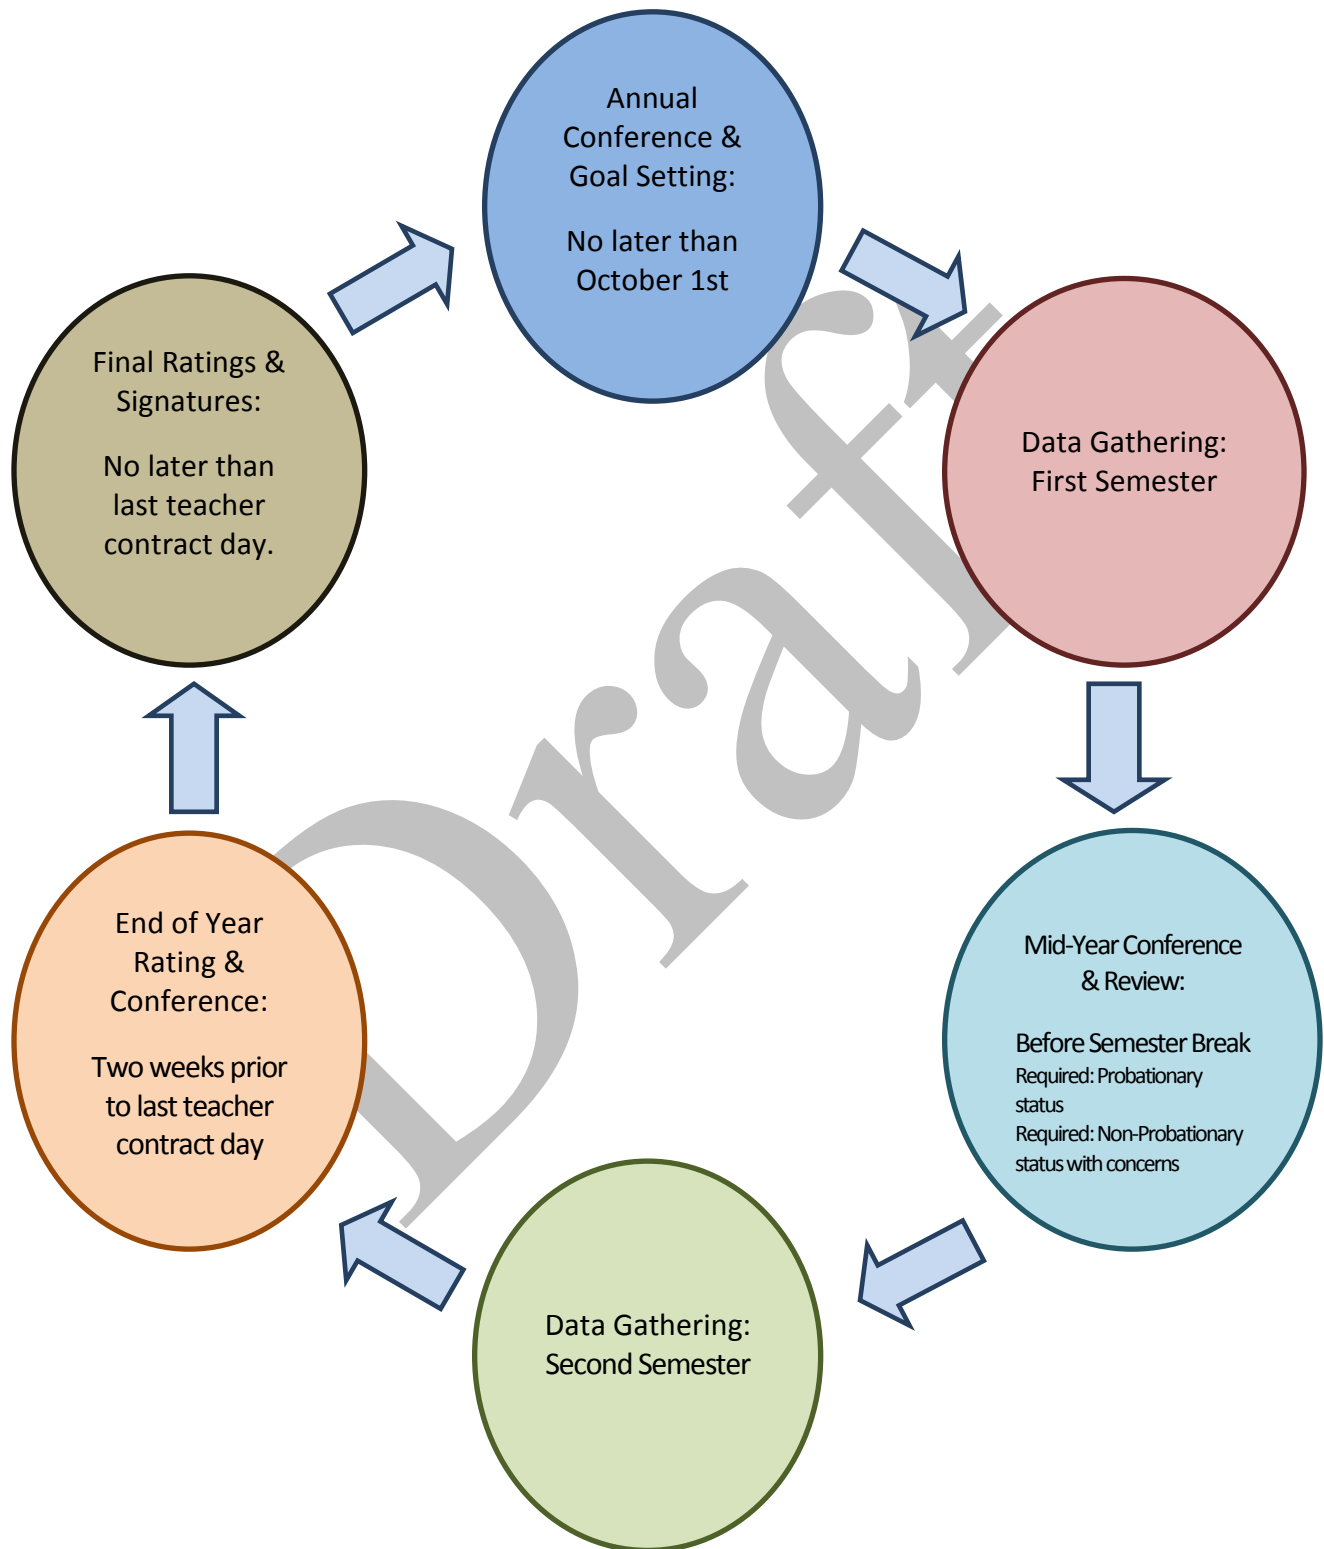 Annual
Conference &
Goal Setting:
No later than
October 1st
Data Gathering:
First Semester
Mid-Year Conference
& Review:
Before Semester Break
Required: Probationary
status
Required: Non-Probationary
status with concerns
Data Gathering:
Second Semester
End of Year
Rating &
Conference:
Two weeks prior
to last teacher
contract day
Final Ratings &
Signatures:
No later than
last teacher
contract day.
Draft